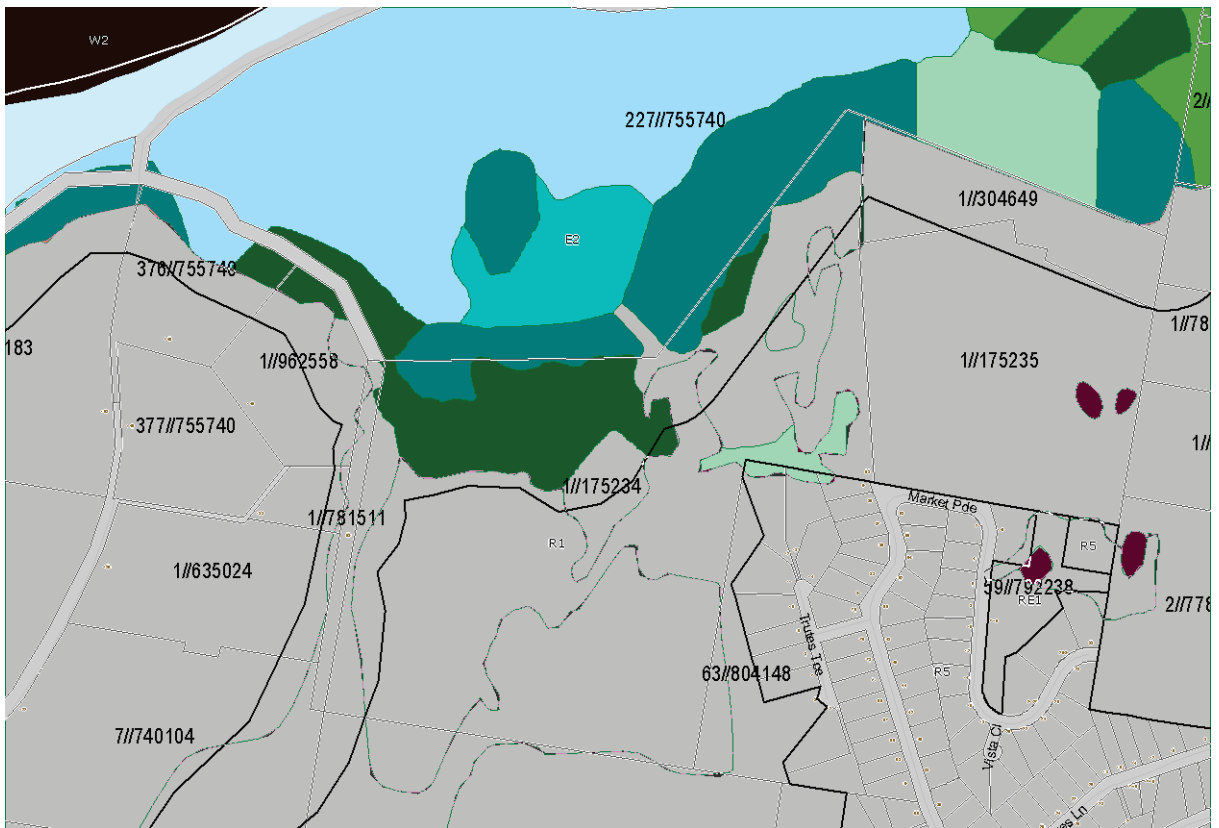 W2
2//
227//755740
1//304649
E2
376//755740
1//78
183
1//962558
1//175235
377//755740
1//
1//175234
Market Pde
1//781511
R1
R5
1//635024
59//792238
RE1
2//778
Trutes Tce
63//804148
R5
7//740104
Vista Cl
es Ln